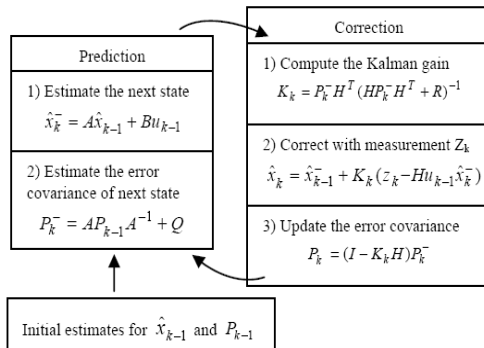 Prediction
1) Estimate the next state
x̂ₖ⁻ = Ax̂ₖ₋₁ + Buₖ₋₁
2) Estimate the error
covariance of next state
Pₖ⁻ = APₖ₋₁A⁻¹ + Q
Correction
1) Compute the Kalman gain
Kₖ = Pₖ⁻Hᵀ(HPₖ⁻Hᵀ + R)⁻¹
2) Correct with measurement Zₖ
x̂ₖ = x̂ₖ₋₁⁻ + Kₖ(zₖ−Huₖ₋₁x̂ₖ⁻)
3) Update the error covariance
Pₖ = (I − KₖH)Pₖ⁻
Initial estimates for x̂ₖ₋₁ and Pₖ₋₁